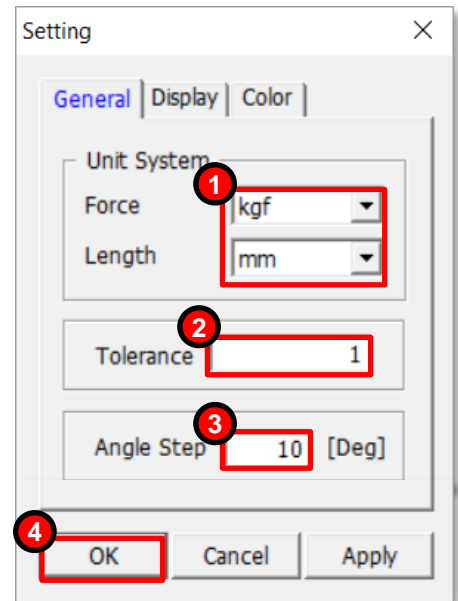 Setting
General Display Color
Unit System
1
Force kgf
Length mm
2
Tolerance 1
3
Angle Step 10 [Deg]
4
OK Cancel Apply